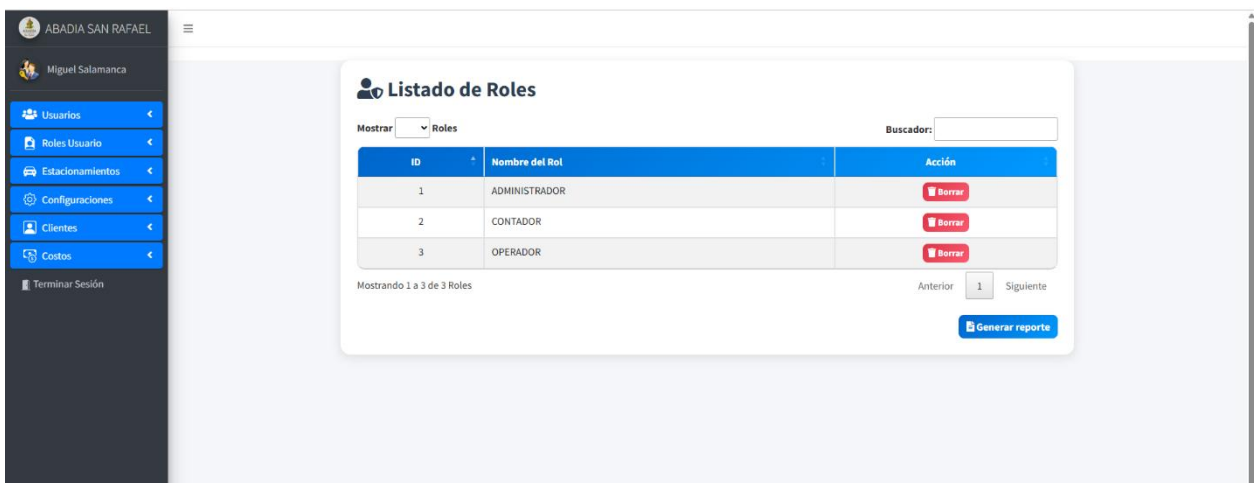 ABADIA SAN RAFAEL
Miguel Salamanca
Usuarios
Roles Usuario
Estacionamientos
Configuraciones
Clientes
Costos
Terminar Sesión
Listado de Roles
Mostrar Roles
Buscador:
ID Nombre del Rol Acción
1 ADMINISTRADOR Borrar
2 CONTADOR Borrar
3 OPERADOR Borrar
Mostrando 1 a 3 de 3 Roles
Anterior 1 Siguiente
Generar reporte